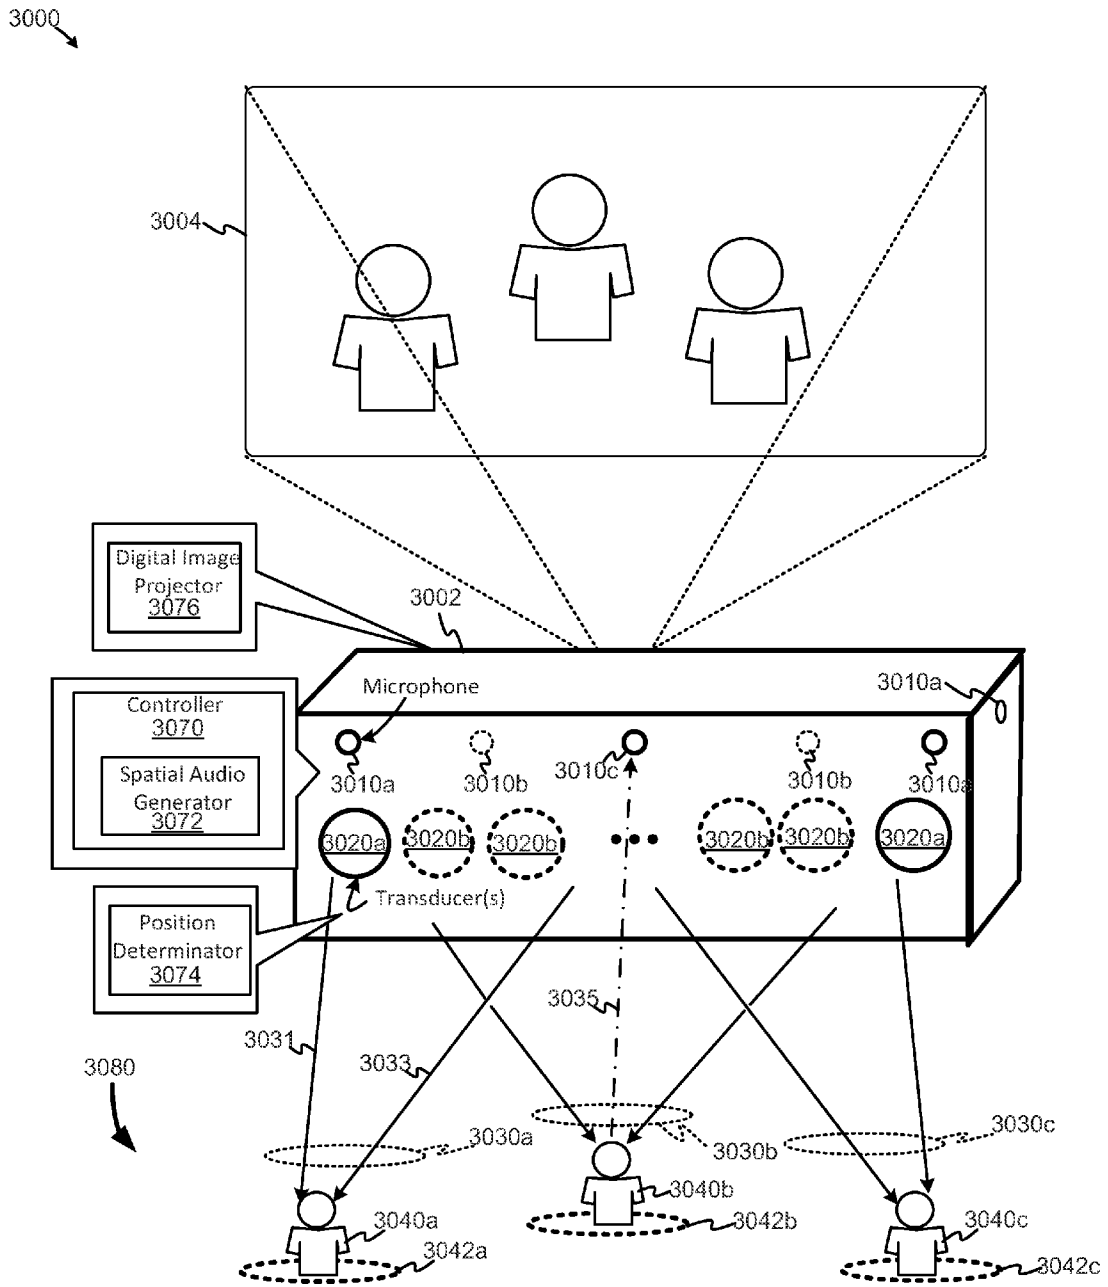 3000
3004
Digital Image
Projector
3076
3002
Controller
3070
Spatial Audio
Generator
3072
Microphone
3010a
3010a
3010b
3010c
3010b
3010a
3020a
3020b
3020b
3020b
3020b
3020a
Transducer(s)
Position
Determinator
3074
3035
3031
3033
3080
3030a
3030b
3030c
3040a
3040b
3040c
3042a
3042b
3042c